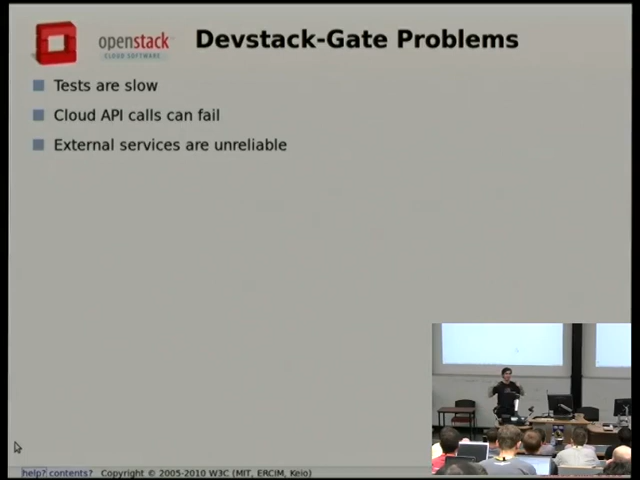 openstack
CLOUD SOFTWARE
Devstack-Gate Problems
Tests are slow
Cloud API calls can fail
External services are unreliable
help? contents? Copyright © 2005-2010 W3C (MIT, ERCIM, Keio)